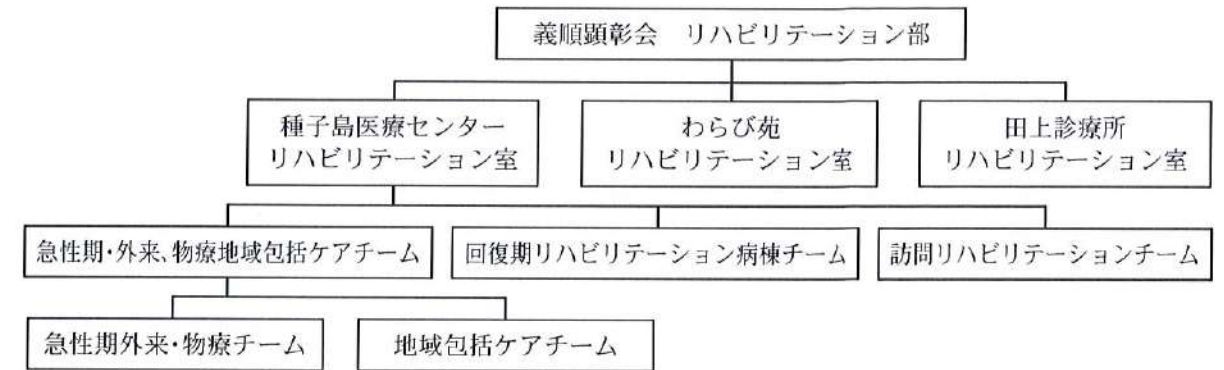 義順顕彰会　リハビリテーション部
種子島医療センター
リハビリテーション室
わらび苑
リハビリテーション室
田上診療所
リハビリテーション室
急性期・外来、物療地域包括ケアチーム
回復期リハビリテーション病棟チーム
訪問リハビリテーションチーム
急性期外来・物療チーム
地域包括ケアチーム